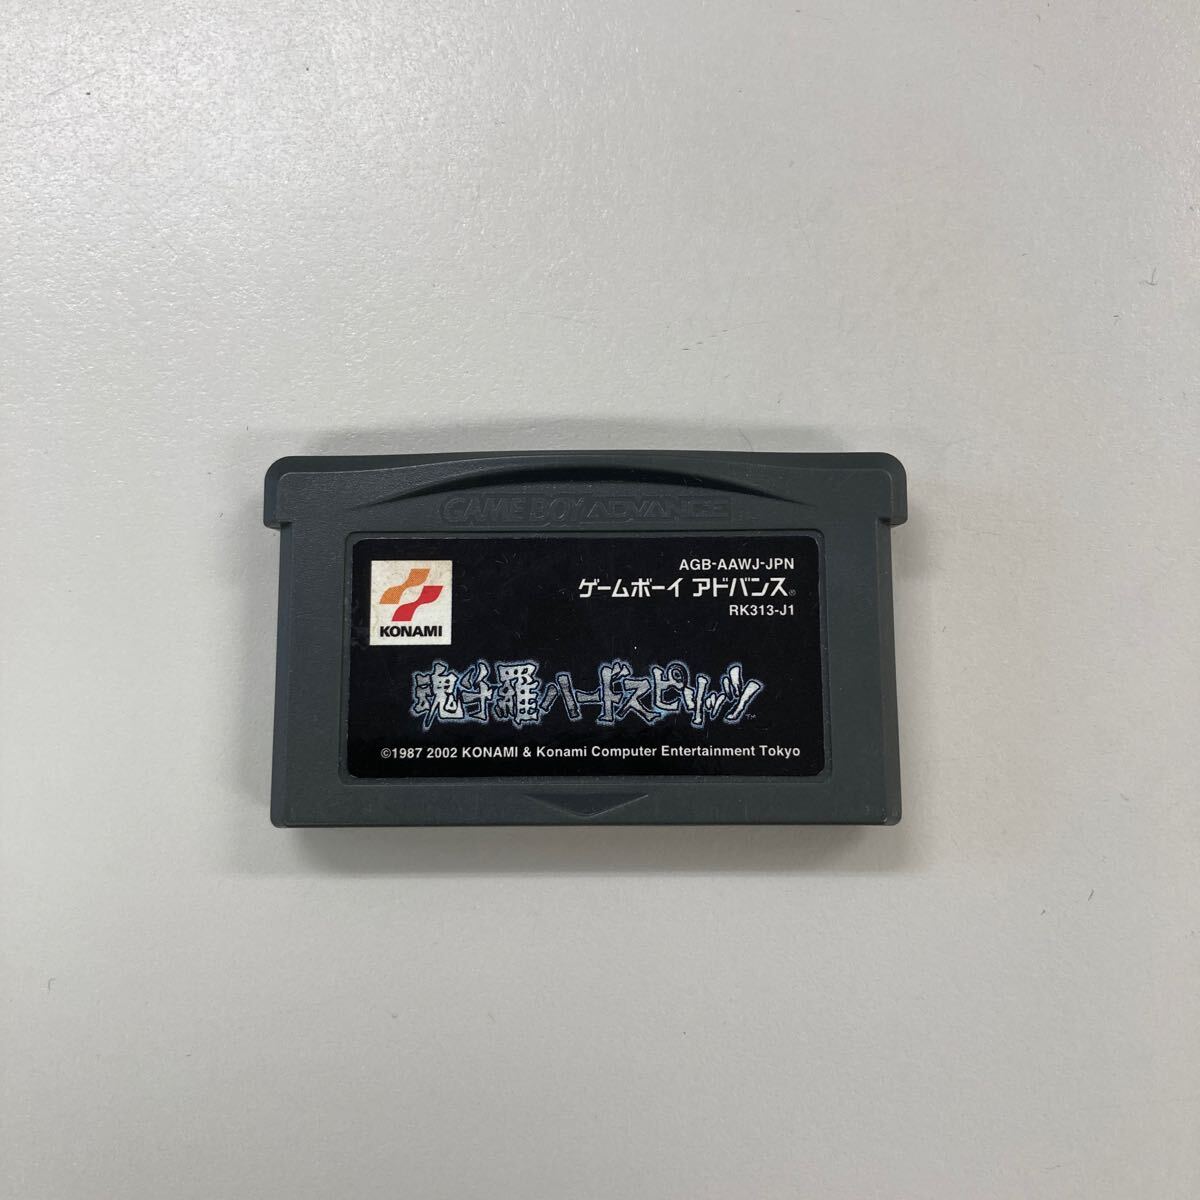 GAME BOY ADVANCE
AGB-AAWJ-JPN
ゲームボーイ アドバンス®
RK313-J1
KONAMI
魂斗羅ハードスピリッツ™
©1987 2002 KONAMI & Konami Computer Entertainment Tokyo